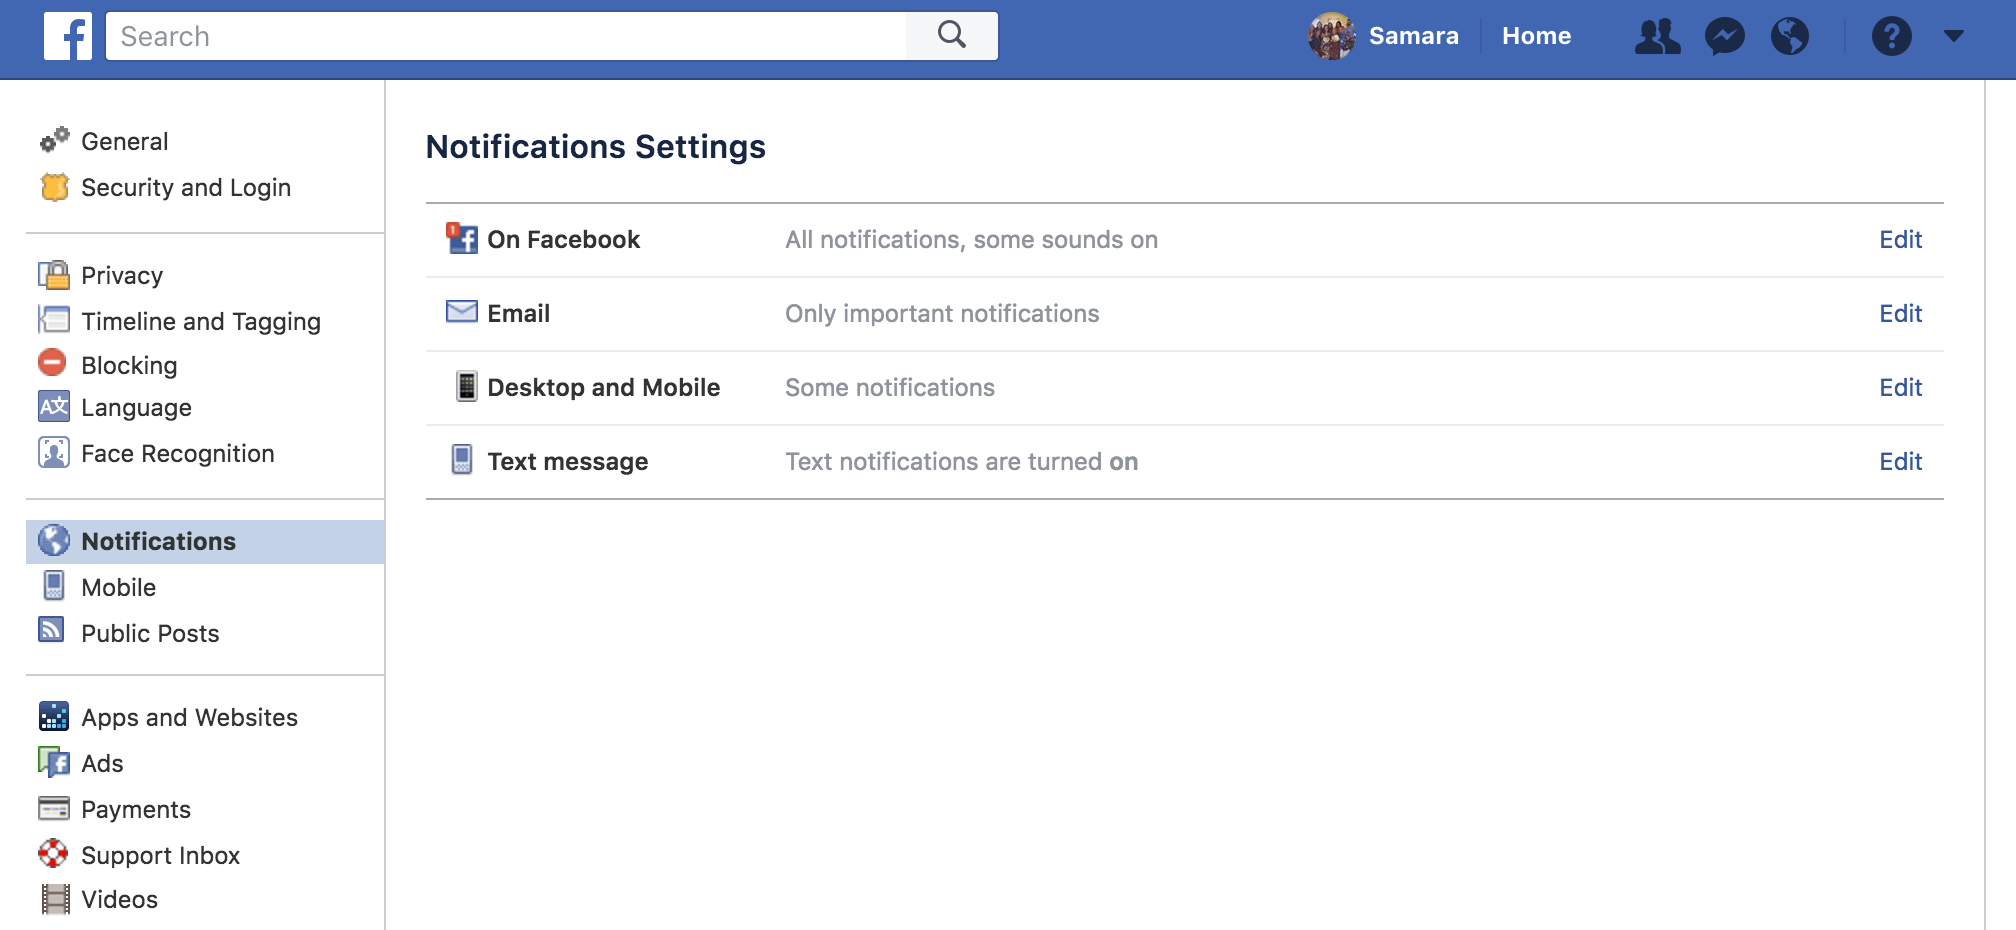 f Search Samara Home ?
General
Security and Login
Privacy
Timeline and Tagging
Blocking
Language
Face Recognition
Notifications
Mobile
Public Posts
Apps and Websites
Ads
Payments
Support Inbox
Videos
Notifications Settings
On Facebook All notifications, some sounds on Edit
Email Only important notifications Edit
Desktop and Mobile Some notifications Edit
Text message Text notifications are turned on Edit